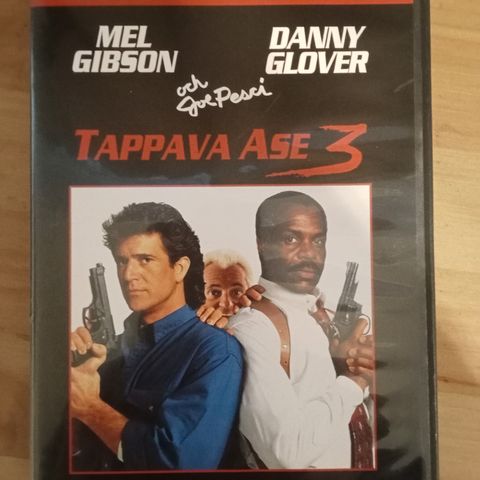 MEL
GIBSON
DANNY
GLOVER
och
Joe Pesci
TAPPAVA ASE 3